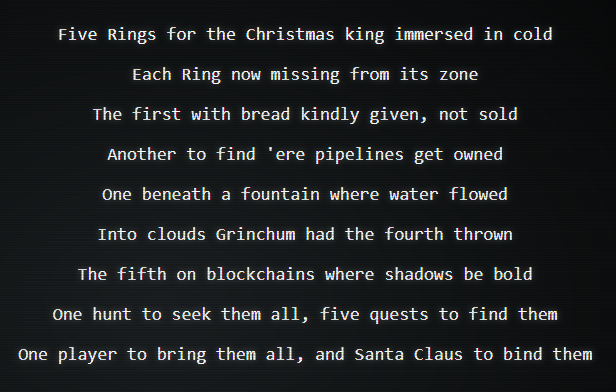 Five Rings for the Christmas king immersed in cold
Each Ring now missing from its zone
The first with bread kindly given, not sold
Another to find 'ere pipelines get owned
One beneath a fountain where water flowed
Into clouds Grinchum had the fourth thrown
The fifth on blockchains where shadows be bold
One hunt to seek them all, five quests to find them
One player to bring them all, and Santa Claus to bind them